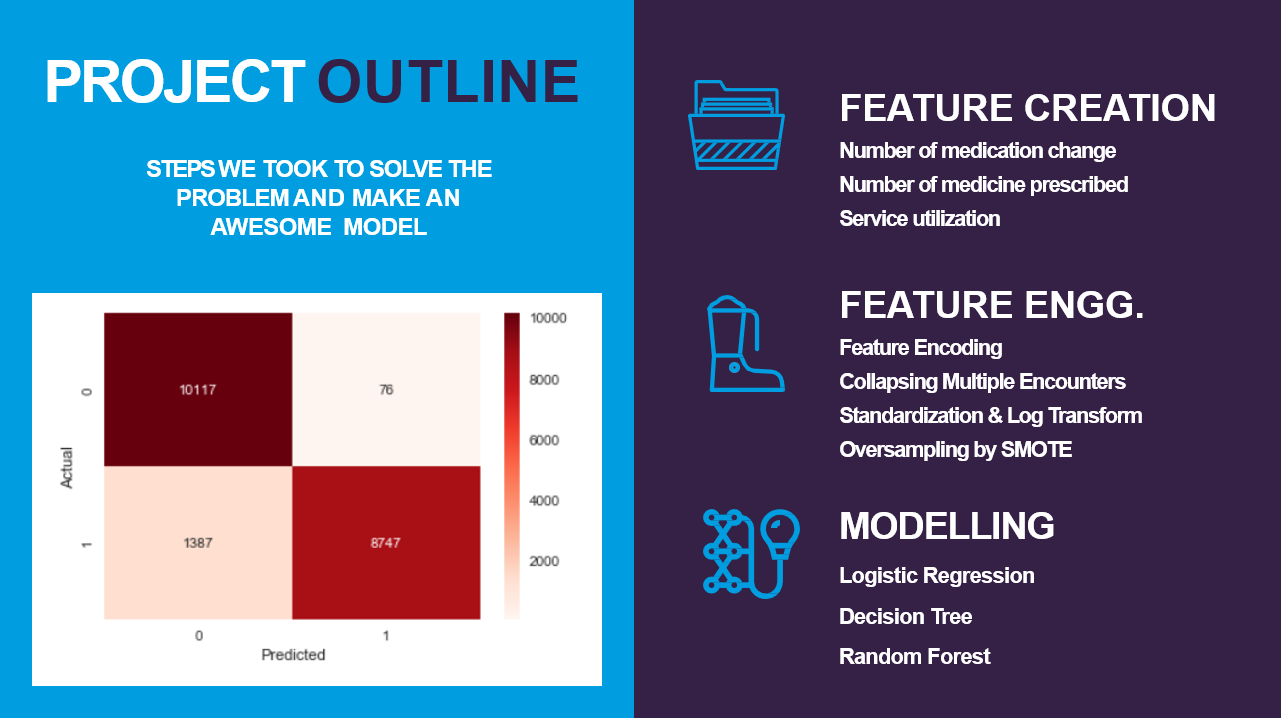 PROJECT OUTLINE
STEPS WE TOOK TO SOLVE THE
PROBLEM AND MAKE AN
AWESOME MODEL
10117
76
1387
8747
Actual
0
1
0
1
Predicted
10000
8000
6000
4000
2000
FEATURE CREATION
Number of medication change
Number of medicine prescribed
Service utilization
FEATURE ENGG.
Feature Encoding
Collapsing Multiple Encounters
Standardization & Log Transform
Oversampling by SMOTE
MODELLING
Logistic Regression
Decision Tree
Random Forest